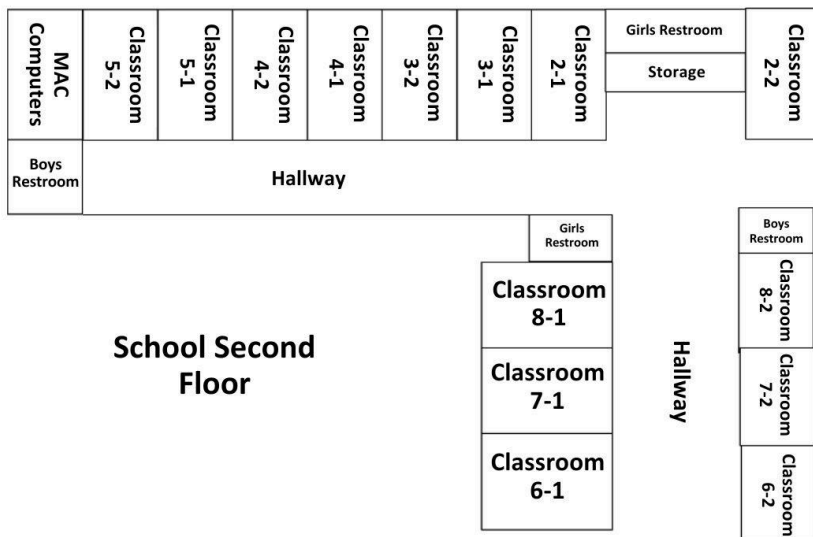 MAC
Computers
Classroom
5-2
Classroom
5-1
Classroom
4-2
Classroom
4-1
Classroom
3-2
Classroom
3-1
Classroom
2-1
Girls Restroom
Storage
Classroom
2-2
Boys
Restroom
Hallway
Girls
Restroom
Boys
Restroom
Classroom
8-1
Classroom
8-2
School Second
Floor
Classroom
7-1
Hallway
Classroom
7-2
Classroom
6-1
Classroom
6-2